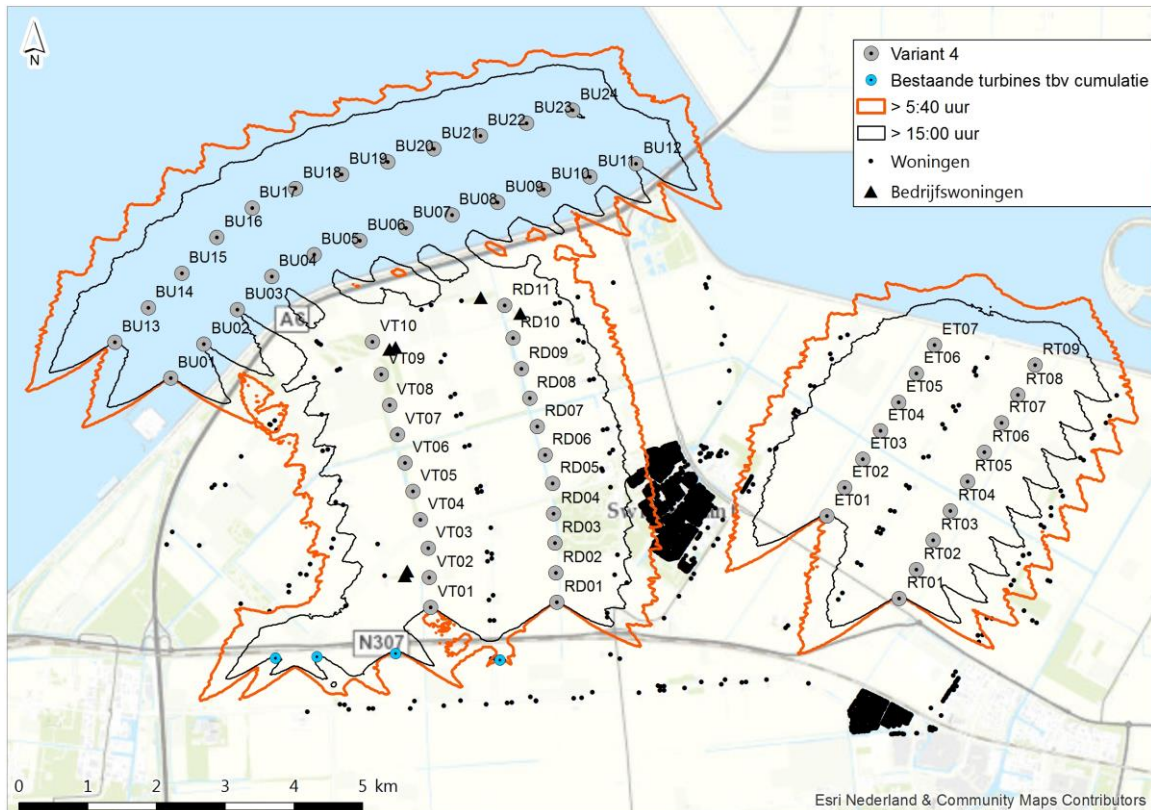 N
Variant 4
Bestaande turbines tbv cumulatie
> 5:40 uur
> 15:00 uur
Woningen
Bedrijfswoningen
BU24
BU23
BU22
BU21
BU20
BU19
BU18
BU17
BU16
BU15
BU14
BU13
BU12
BU11
BU10
BU09
BU08
BU07
BU06
BU05
BU04
BU03
BU02
BU01
A6
RD11
RD10
RD09
RD08
RD07
RD06
RD05
RD04
RD03
RD02
RD01
VT10
VT09
VT08
VT07
VT06
VT05
VT04
VT03
VT02
VT01
ET07
ET06
ET05
ET04
ET03
ET02
ET01
RT09
RT08
RT07
RT06
RT05
RT04
RT03
RT02
RT01
N307
0 1 2 3 4 5 km
Esri Nederland & Community Maps Contributors